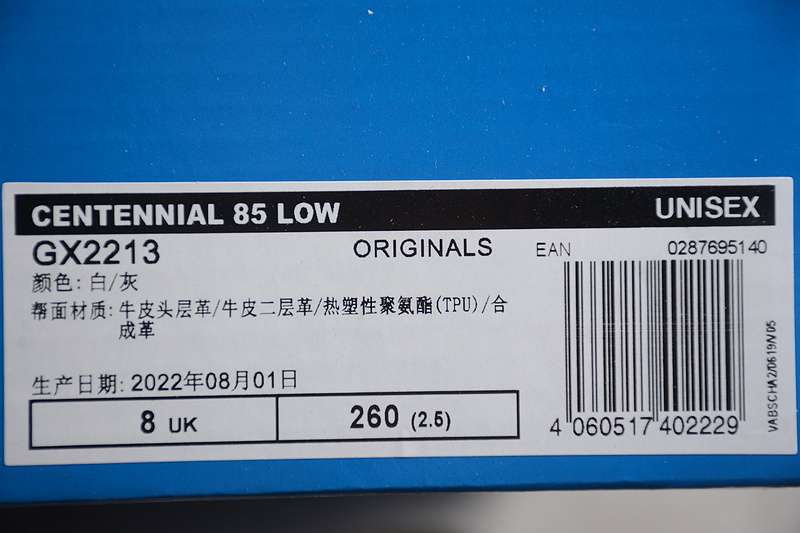 CENTENNIAL 85 LOW UNISEX
GX2213 ORIGINALS EAN 0287695140
颜色: 白/灰
帮面材质: 牛皮头层革/牛皮二层革/热塑性聚氨酯(TPU)/合
成革
生产日期: 2022年08月01日
8 UK 260 (2.5)
4 060517 402229
VABSCHA2/0619/V05